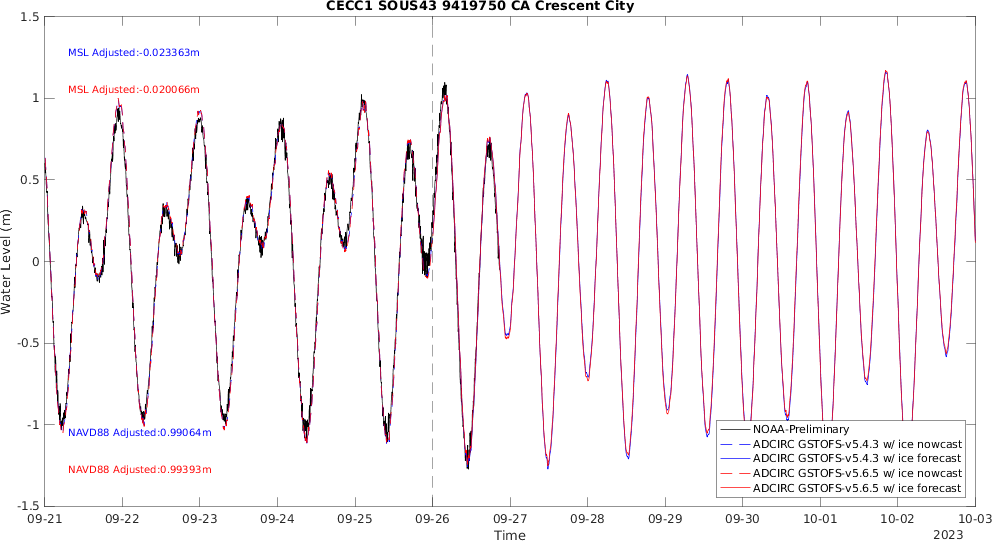 CECC1 SOUS43 9419750 CA Crescent City
1.5
1
0.5
0
-0.5
-1
-1.5
Water Level (m)
MSL Adjusted:-0.023363m
MSL Adjusted:-0.020066m
NAVD88 Adjusted:0.99064m
NAVD88 Adjusted:0.99393m
NOAA-Preliminary
ADCIRC GSTOFS-v5.4.3 w/ ice nowcast
ADCIRC GSTOFS-v5.4.3 w/ ice forecast
ADCIRC GSTOFS-v5.6.5 w/ ice nowcast
ADCIRC GSTOFS-v5.6.5 w/ ice forecast
09-21 09-22 09-23 09-24 09-25 09-26 09-27 09-28 09-29 09-30 10-01 10-02 10-03
Time
2023